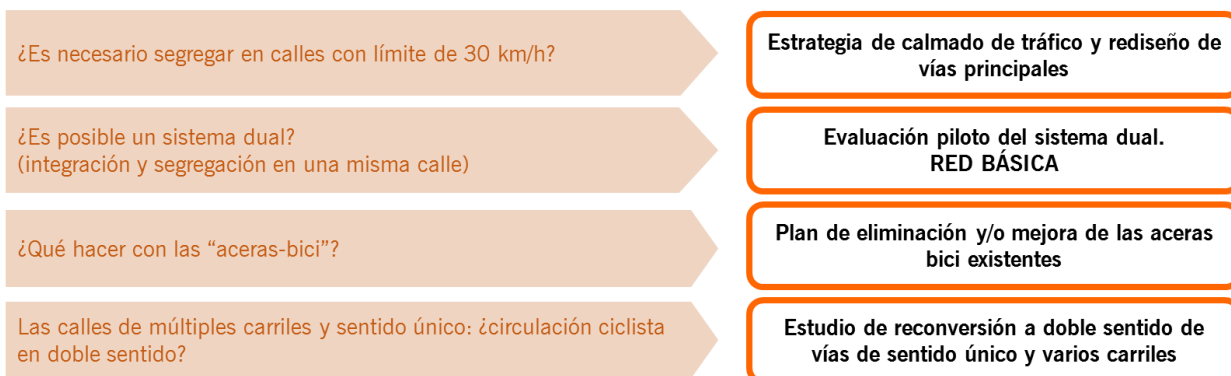 ¿Es necesario segregar en calles con límite de 30 km/h?
Estrategia de calmado de tráfico y rediseño de
vías principales
¿Es posible un sistema dual?
(integración y segregación en una misma calle)
Evaluación piloto del sistema dual.
RED BÁSICA
¿Qué hacer con las “aceras-bici”?
Plan de eliminación y/o mejora de las aceras
bici existentes
Las calles de múltiples carriles y sentido único: ¿circulación ciclista
en doble sentido?
Estudio de reconversión a doble sentido de
vías de sentido único y varios carriles